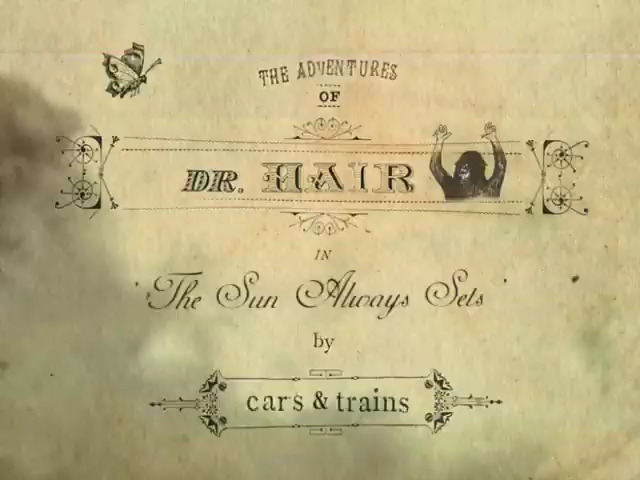 THE ADVENTURES
OF
DR. HAIR
IN
'The Sun Always Sets'
by
cars & trains